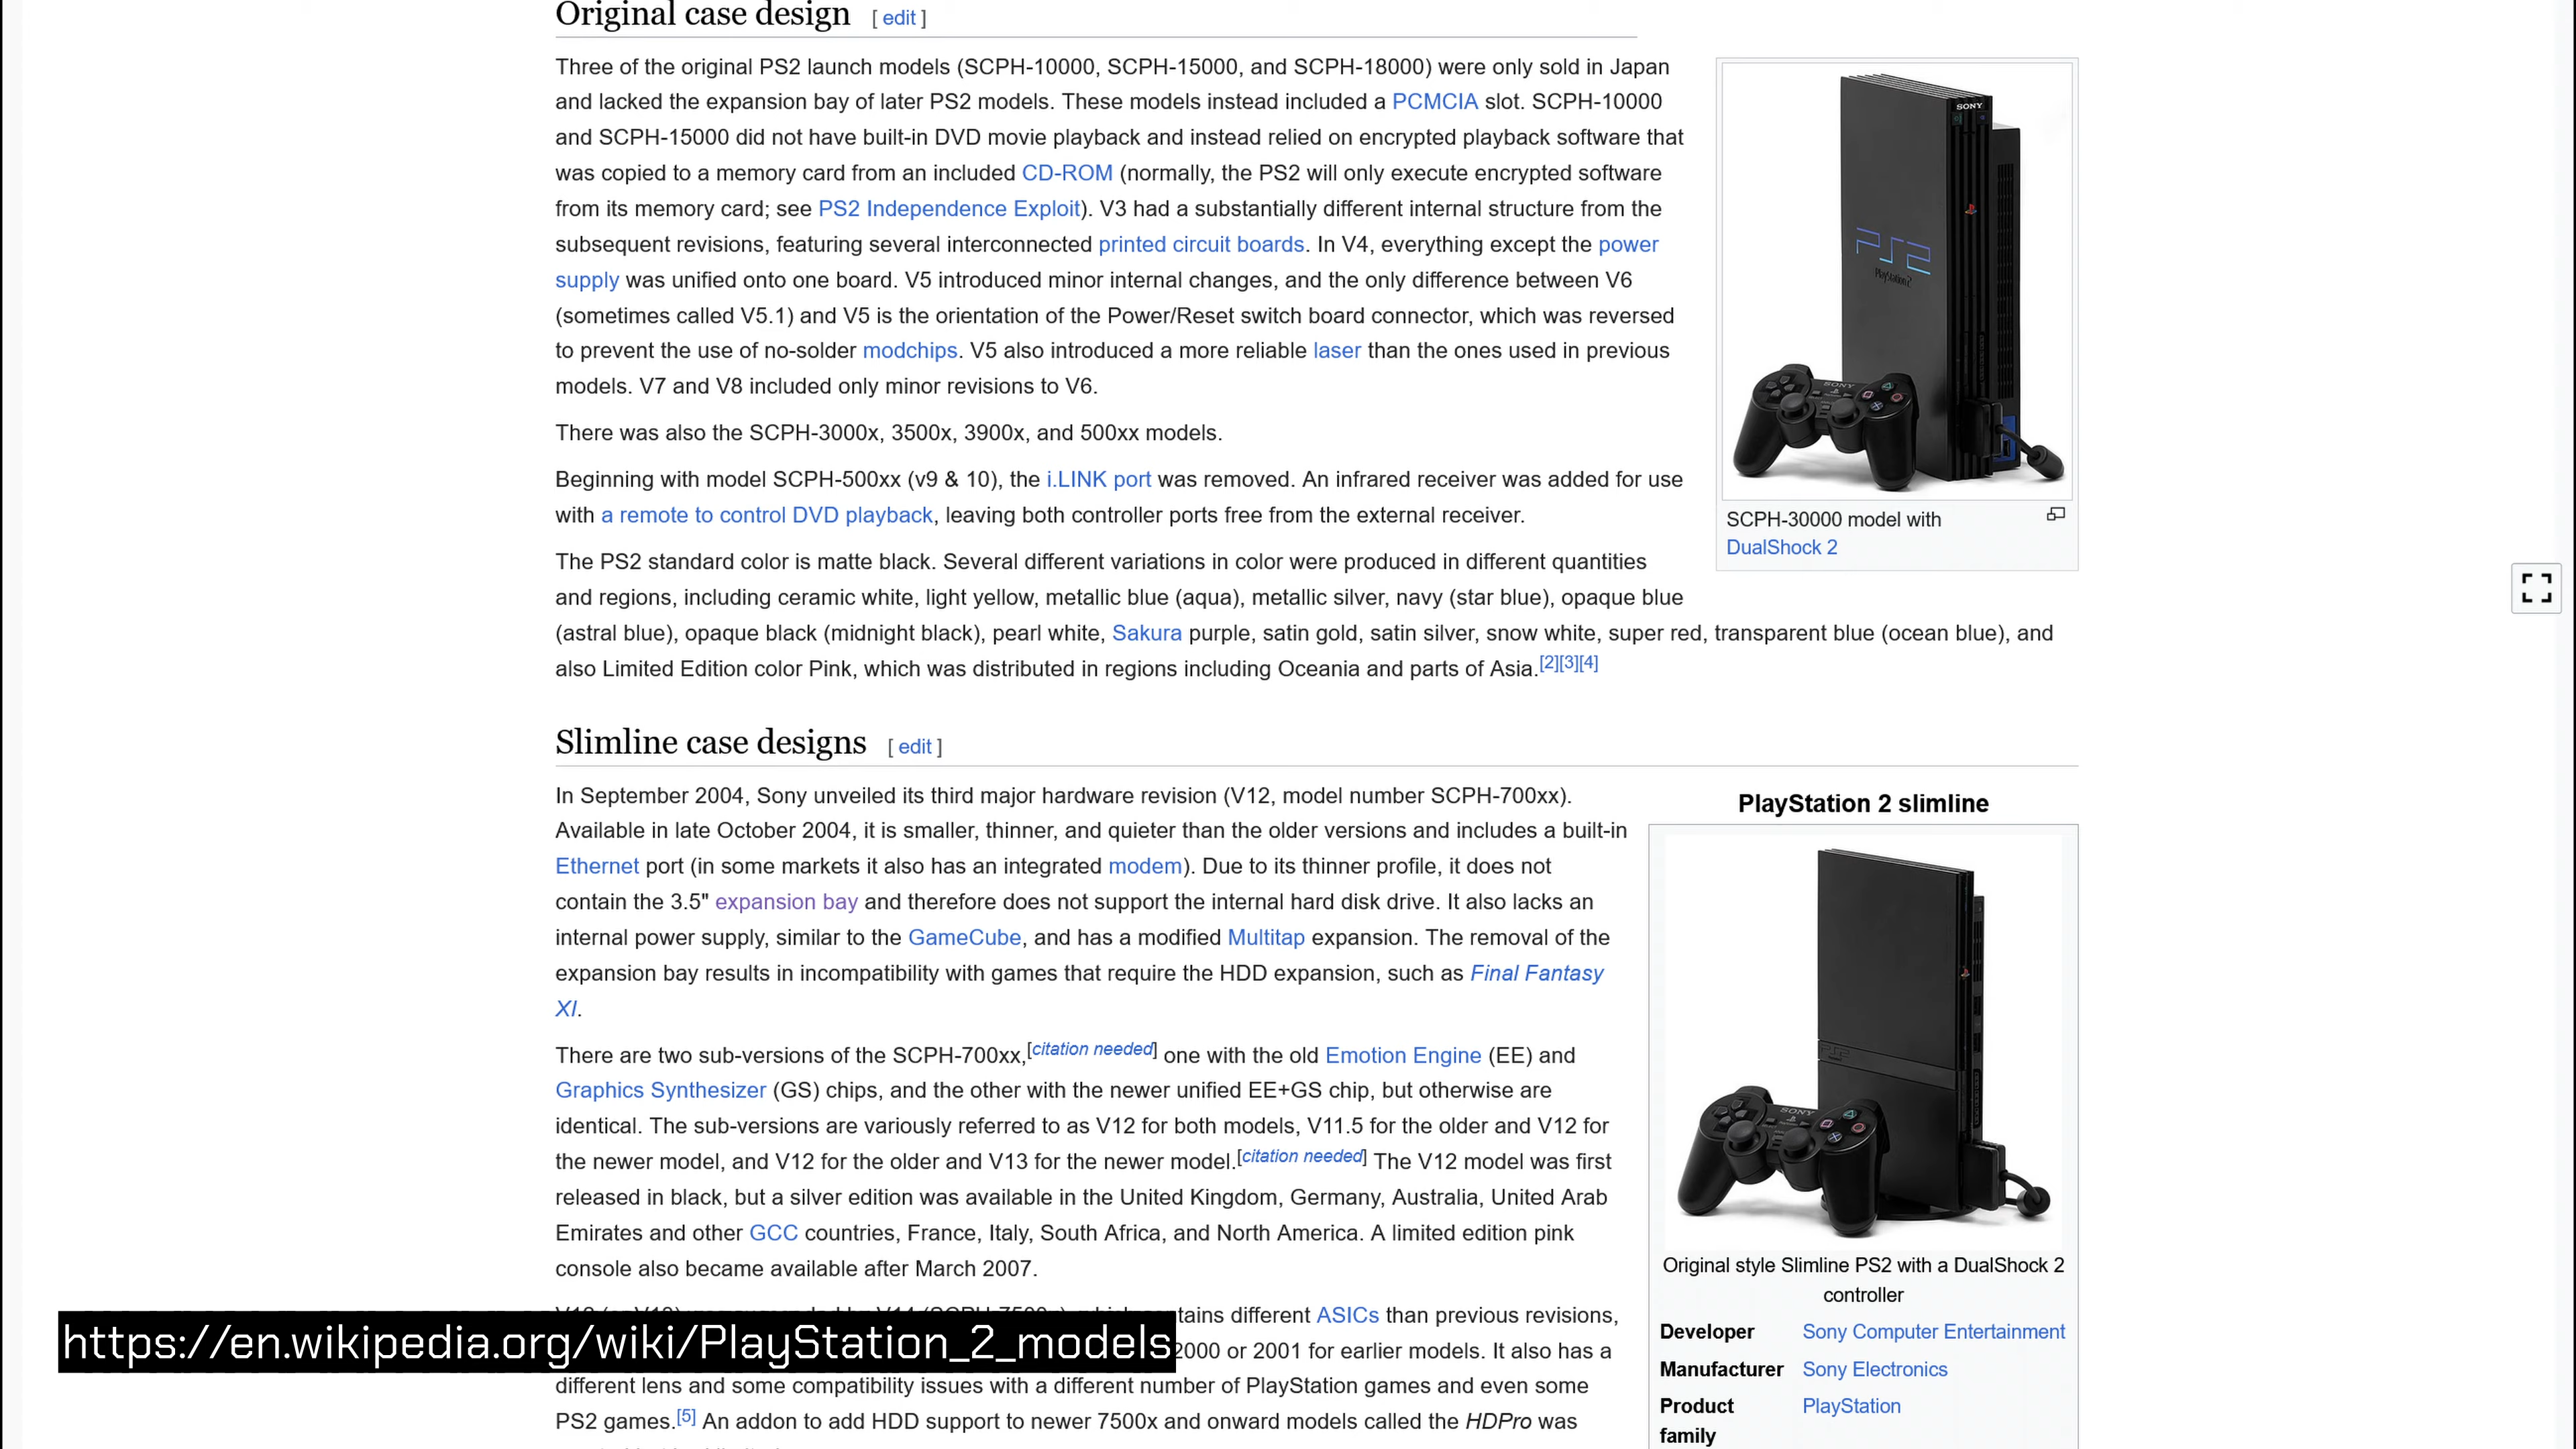 Original case design [ edit ]
Three of the original PS2 launch models (SCPH-10000, SCPH-15000, and SCPH-18000) were only sold in Japan
and lacked the expansion bay of later PS2 models. These models instead included a PCMCIA slot. SCPH-10000
and SCPH-15000 did not have built-in DVD movie playback and instead relied on encrypted playback software that
was copied to a memory card from an included CD-ROM (normally, the PS2 will only execute encrypted software
from its memory card; see PS2 Independence Exploit). V3 had a substantially different internal structure from the
subsequent revisions, featuring several interconnected printed circuit boards. In V4, everything except the power
supply was unified onto one board. V5 introduced minor internal changes, and the only difference between V6
(sometimes called V5.1) and V5 is the orientation of the Power/Reset switch board connector, which was reversed
to prevent the use of no-solder modchips. V5 also introduced a more reliable laser than the ones used in previous
models. V7 and V8 included only minor revisions to V6.
There was also the SCPH-3000x, 3500x, 3900x, and 500xx models.
Beginning with model SCPH-500xx (v9 & 10), the i.LINK port was removed. An infrared receiver was added for use
with a remote to control DVD playback, leaving both controller ports free from the external receiver.
The PS2 standard color is matte black. Several different variations in color were produced in different quantities
and regions, including ceramic white, light yellow, metallic blue (aqua), metallic silver, navy (star blue), opaque blue
(astral blue), opaque black (midnight black), pearl white, Sakura purple, satin gold, satin silver, snow white, super red, transparent blue (ocean blue), and
also Limited Edition color Pink, which was distributed in regions including Oceania and parts of Asia.[2][3][4]
SONY
PS2
PlayStation 2
SONY
SCPH-30000 model with
DualShock 2
Slimline case designs [ edit ]
In September 2004, Sony unveiled its third major hardware revision (V12, model number SCPH-700xx).
Available in late October 2004, it is smaller, thinner, and quieter than the older versions and includes a built-in
Ethernet port (in some markets it also has an integrated modem). Due to its thinner profile, it does not
contain the 3.5" expansion bay and therefore does not support the internal hard disk drive. It also lacks an
internal power supply, similar to the GameCube, and has a modified Multitap expansion. The removal of the
expansion bay results in incompatibility with games that require the HDD expansion, such as Final Fantasy
XI.
There are two sub-versions of the SCPH-700xx,[citation needed] one with the old Emotion Engine (EE) and
Graphics Synthesizer (GS) chips, and the other with the newer unified EE+GS chip, but otherwise are
identical. The sub-versions are variously referred to as V12 for both models, V11.5 for the older and V12 for
the newer model, and V12 for the older and V13 for the newer model.[citation needed] The V12 model was first
released in black, but a silver edition was available in the United Kingdom, Germany, Australia, United Arab
Emirates and other GCC countries, France, Italy, South Africa, and North America. A limited edition pink
console also became available after March 2007.
tains different ASICs than previous revisions,
2000 or 2001 for earlier models. It also has a
different lens and some compatibility issues with a different number of PlayStation games and even some
PS2 games.[5] An addon to add HDD support to newer 7500x and onward models called the HDPro was
PlayStation 2 slimline
PS2
SONY
Original style Slimline PS2 with a DualShock 2
controller
Developer Sony Computer Entertainment
Manufacturer Sony Electronics
Product PlayStation
family
https://en.wikipedia.org/wiki/PlayStation_2_models